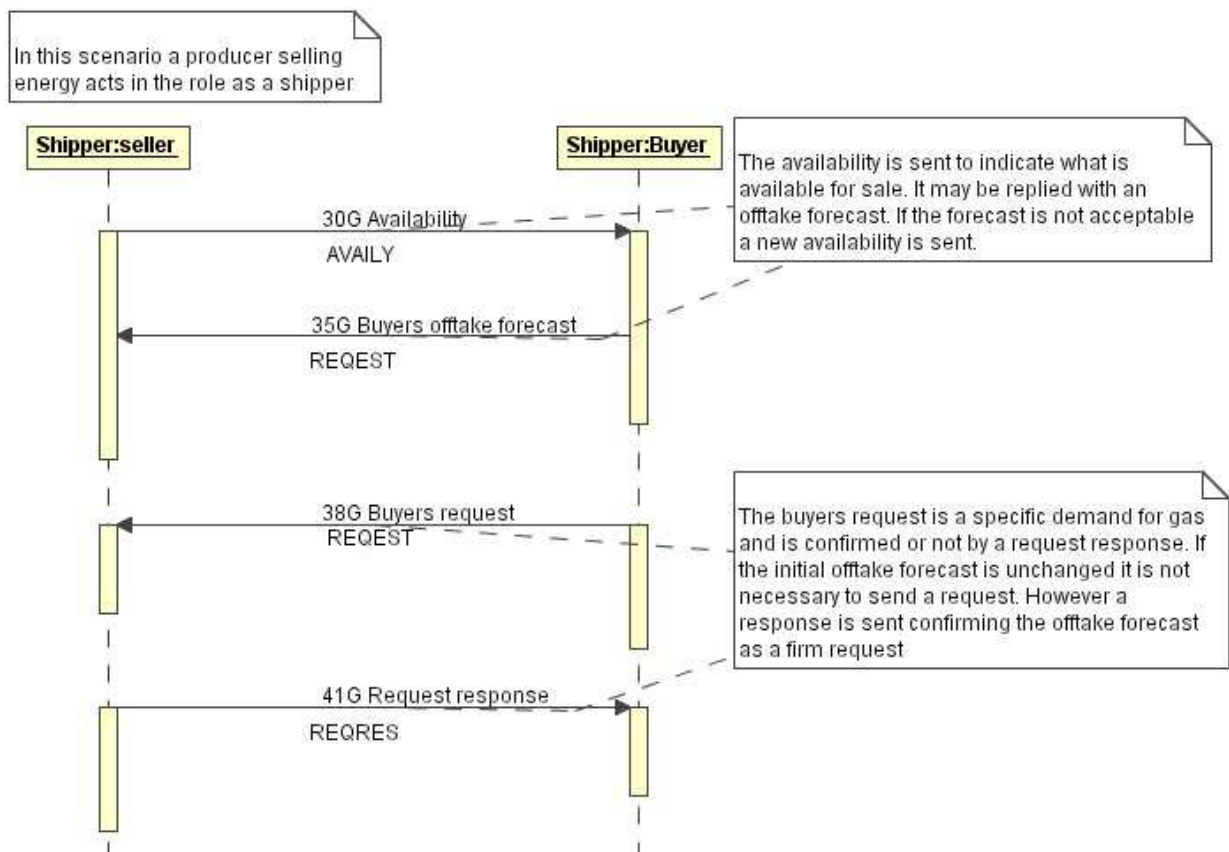 In this scenario a producer selling
energy acts in the role as a shipper
Shipper:seller
Shipper:Buyer
The availability is sent to indicate what is
available for sale. It may be replied with an
offtake forecast. If the forecast is not acceptable
a new availability is sent.
30G Availability
AVAILY
35G Buyers offtake forecast
REQEST
38G Buyers request
REQEST
The buyers request is a specific demand for gas
and is confirmed or not by a request response. If
the initial offtake forecast is unchanged it is not
necessary to send a request. However a
response is sent confirming the offtake forecast
as a firm request
41G Request response
REQRES